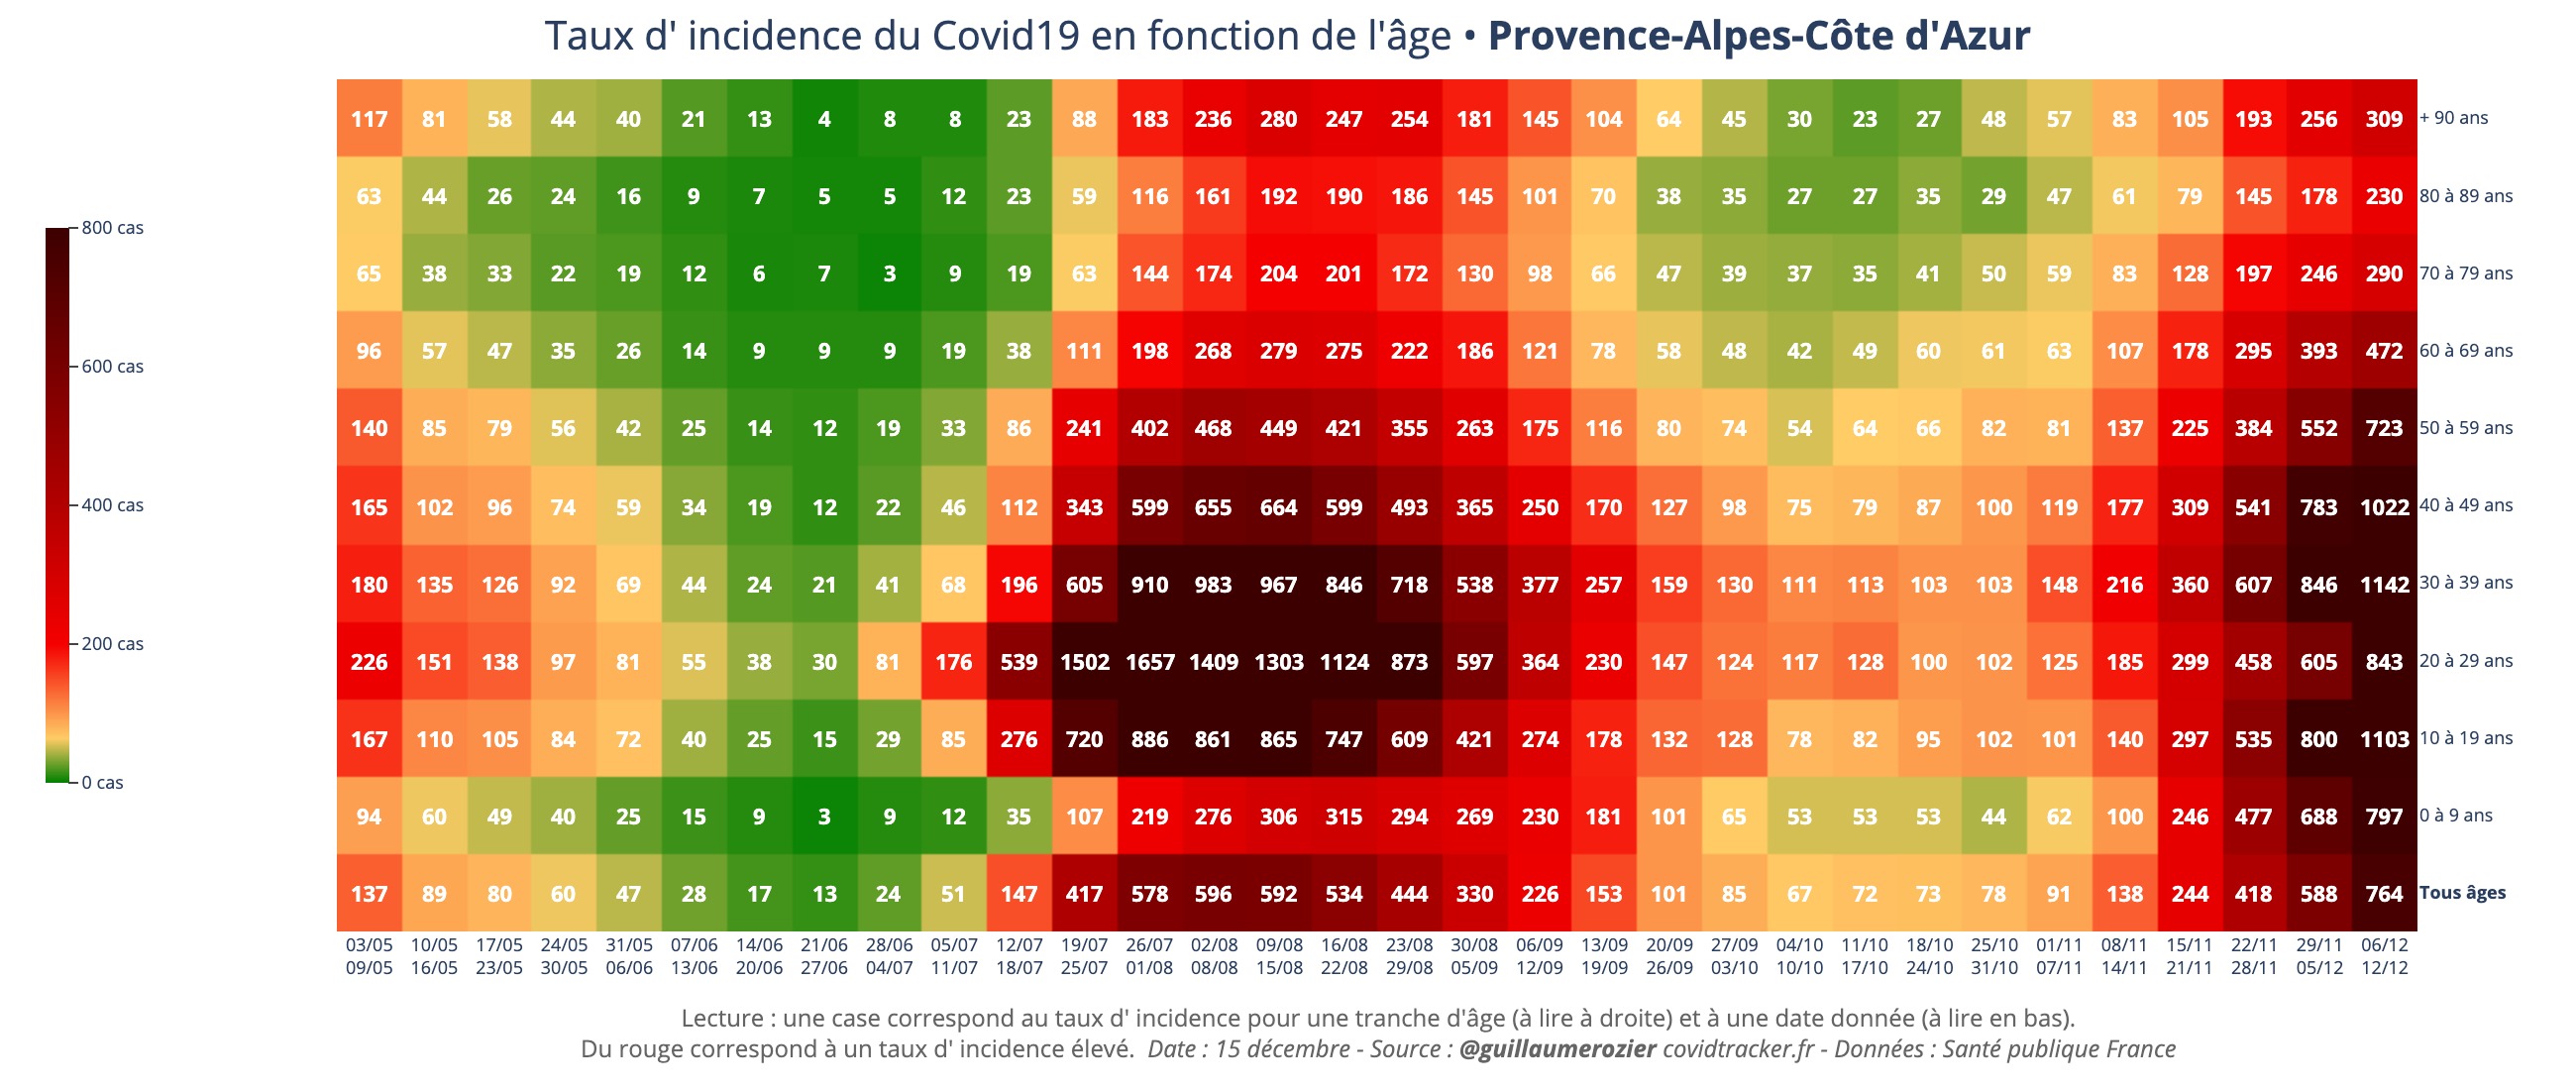 Taux d' incidence du Covid19 en fonction de l'âge • Provence-Alpes-Côte d'Azur
800 cas
600 cas
400 cas
200 cas
0 cas
117 81 58 44 40 21 13 4 8 8 23 88 183 236 280 247 254 181 145 104 64 45 30 23 27 48 57 83 105 193 256 309 + 90 ans
63 44 26 24 16 9 7 5 5 12 23 59 116 161 192 190 186 145 101 70 38 35 27 27 35 29 47 61 79 145 178 230 80 à 89 ans
65 38 33 22 19 12 6 7 3 9 19 63 144 174 204 201 172 130 98 66 47 39 37 35 41 50 59 83 128 197 246 290 70 à 79 ans
96 57 47 35 26 14 9 9 9 19 38 111 198 268 279 275 222 186 121 78 58 48 42 49 60 61 63 107 178 295 393 472 60 à 69 ans
140 85 79 56 42 25 14 12 19 33 86 241 402 468 449 421 355 263 175 116 80 74 54 64 66 82 81 137 225 384 552 723 50 à 59 ans
165 102 96 74 59 34 19 12 22 46 112 343 599 655 664 599 493 365 250 170 127 98 75 79 87 100 119 177 309 541 783 1022 40 à 49 ans
180 135 126 92 69 44 24 21 41 68 196 605 910 983 967 846 718 538 377 257 159 130 111 113 103 103 148 216 360 607 846 1142 30 à 39 ans
226 151 138 97 81 55 38 30 81 176 539 1502 1657 1409 1303 1124 873 597 364 230 147 124 117 128 100 102 125 185 299 458 605 843 20 à 29 ans
167 110 105 84 72 40 25 15 29 85 276 720 886 861 865 747 609 421 274 178 132 128 78 82 95 102 101 140 297 535 800 1103 10 à 19 ans
94 60 49 40 25 15 9 3 9 12 35 107 219 276 306 315 294 269 230 181 101 65 53 53 53 44 62 100 246 477 688 797 0 à 9 ans
137 89 80 60 47 28 17 13 24 51 147 417 578 596 592 534 444 330 226 153 101 85 67 72 73 78 91 138 244 418 588 764 Tous âges
03/05 10/05 17/05 24/05 31/05 07/06 14/06 21/06 28/06 05/07 12/07 19/07 26/07 02/08 09/08 16/08 23/08 30/08 06/09 13/09 20/09 27/09 04/10 11/10 18/10 25/10 01/11 08/11 15/11 22/11 29/11 06/12
09/05 16/05 23/05 30/05 06/06 13/06 20/06 27/06 04/07 11/07 18/07 25/07 01/08 08/08 15/08 22/08 29/08 05/09 12/09 19/09 26/09 03/10 10/10 17/10 24/10 31/10 07/11 14/11 21/11 28/11 05/12 12/12
Lecture : une case correspond au taux d' incidence pour une tranche d'âge (à lire à droite) et à une date donnée (à lire en bas).
Du rouge correspond à un taux d' incidence élevé. Date : 15 décembre - Source : @guillaumerozier covidtracker.fr - Données : Santé publique France